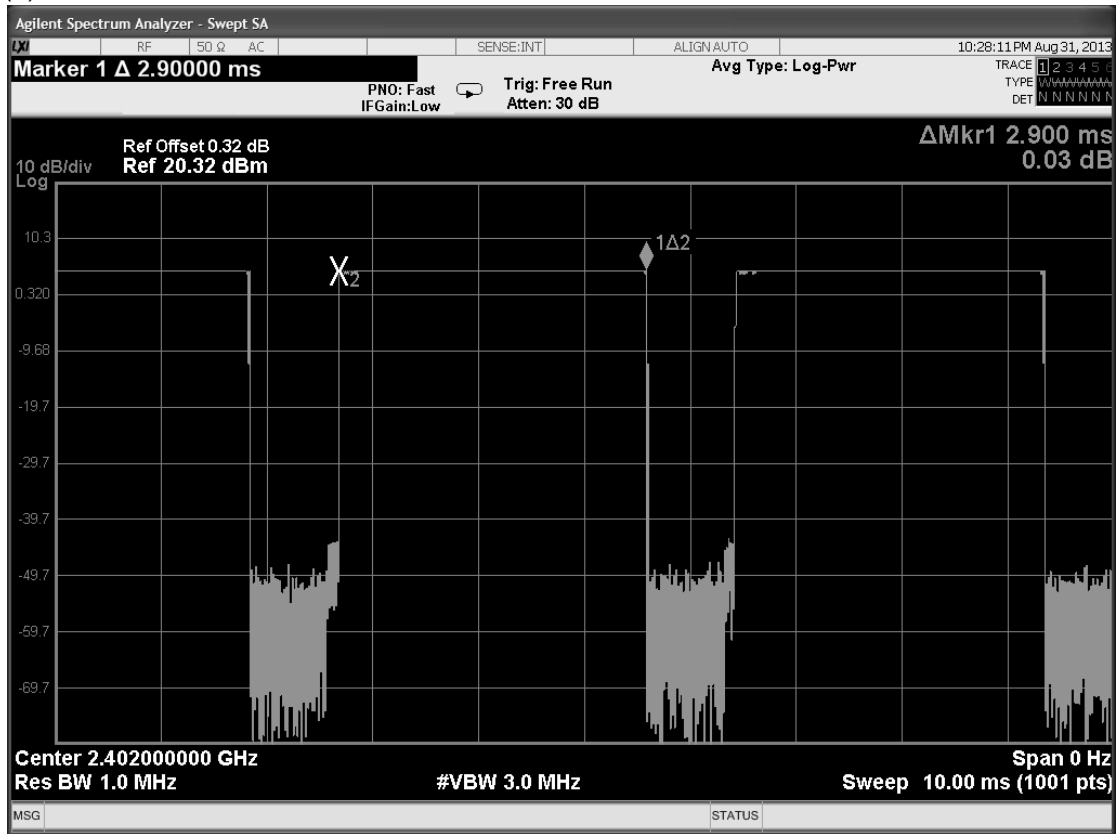 Agilent Spectrum Analyzer - Swept SA
LXI RF 50 Ω AC SENSE:INT ALIGN AUTO 10:28:11 PM Aug 31, 2013
Marker 1 Δ 2.90000 ms
PNO: Fast
IFGain:Low
Trig: Free Run
Atten: 30 dB
Avg Type: Log-Pwr
TRACE 1 2 3 4 5 6
TYPE WWWWWW
DET N N N N N N
Ref Offset 0.32 dB
10 dB/div Ref 20.32 dBm
Log
ΔMkr1 2.900 ms
0.03 dB
10.3
1Δ2
X2
0.320
-9.68
-19.7
-29.7
-39.7
-49.7
-59.7
-69.7
Center 2.402000000 GHz Span 0 Hz
Res BW 1.0 MHz #VBW 3.0 MHz Sweep 10.00 ms (1001 pts)
MSG STATUS